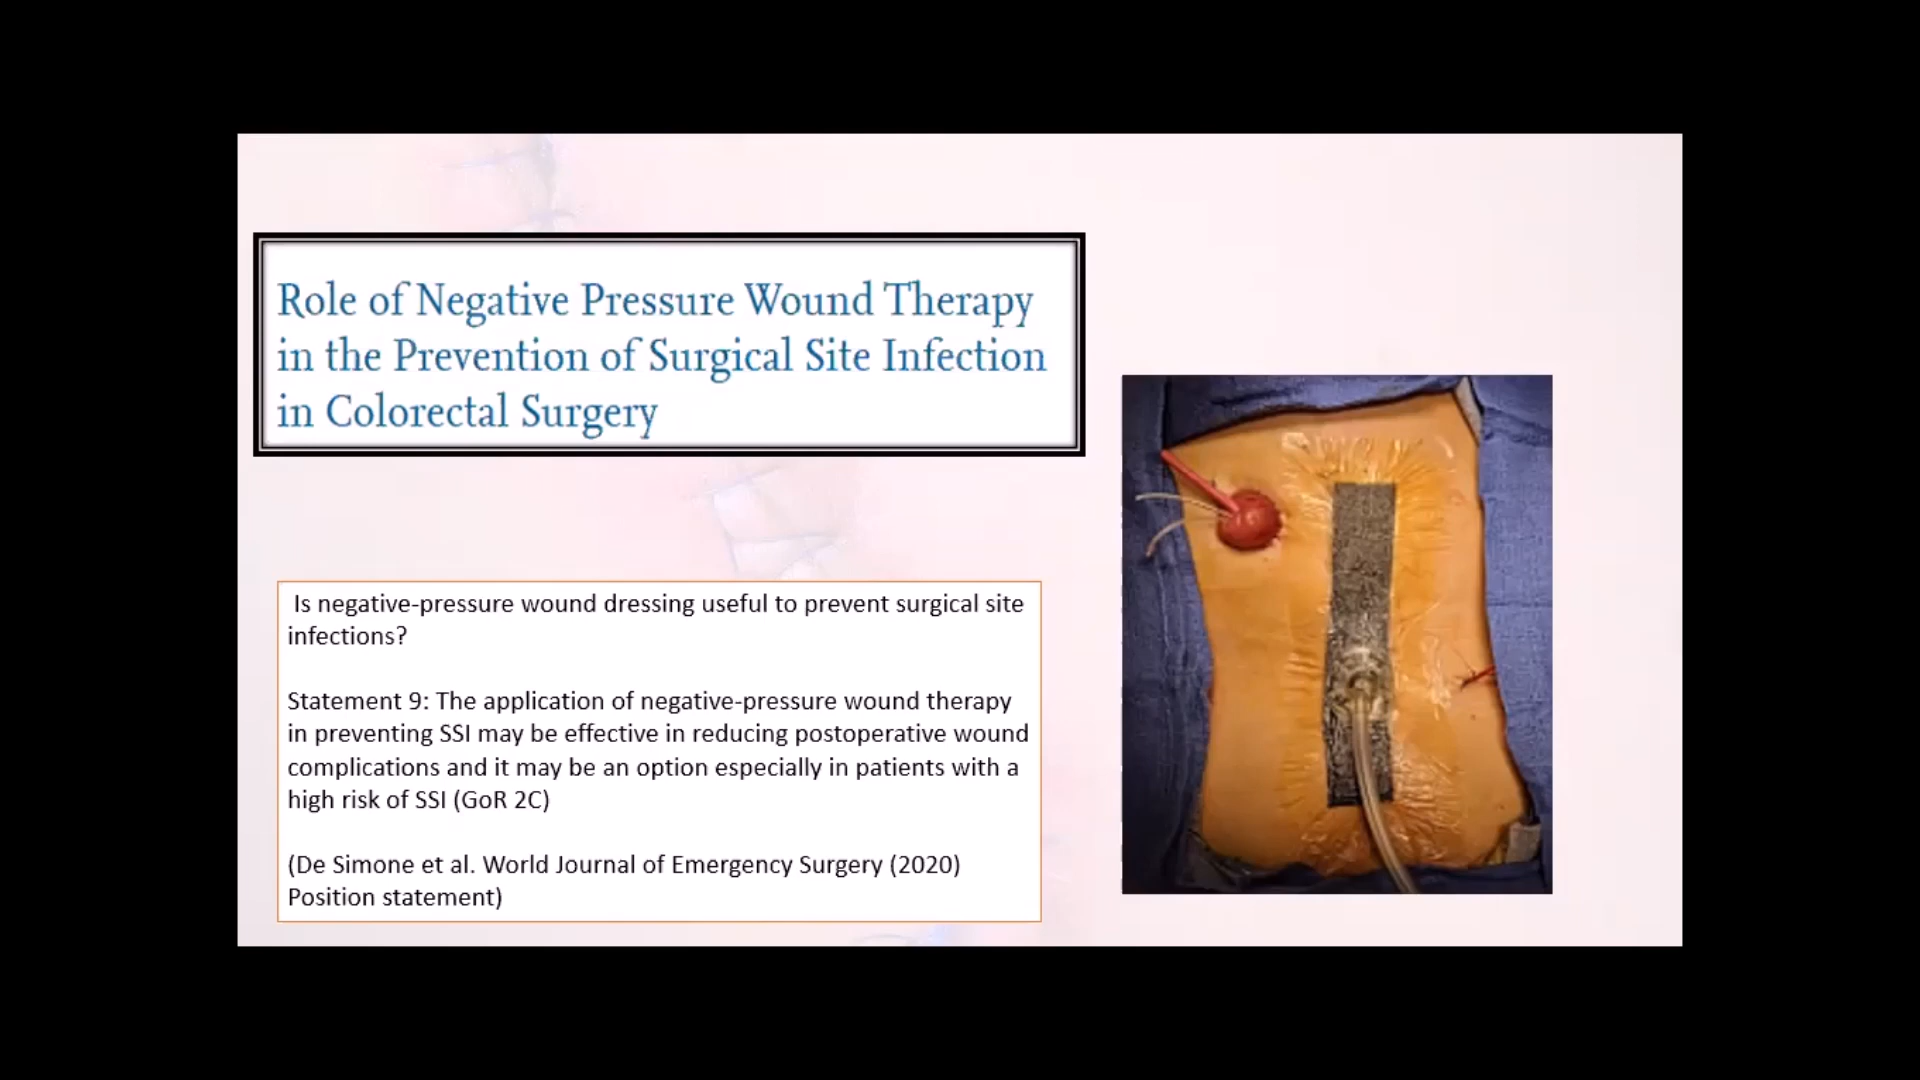 Role of Negative Pressure Wound Therapy
in the Prevention of Surgical Site Infection
in Colorectal Surgery
Is negative-pressure wound dressing useful to prevent surgical site
infections?
Statement 9: The application of negative-pressure wound therapy
in preventing SSI may be effective in reducing postoperative wound
complications and it may be an option especially in patients with a
high risk of SSI (GoR 2C)
(De Simone et al. World Journal of Emergency Surgery (2020)
Position statement)